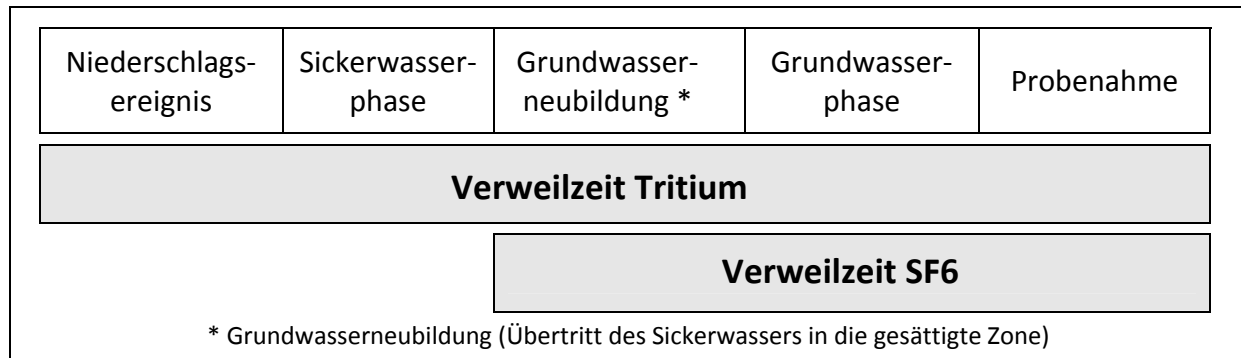 Niederschlags-
ereignis
Sickerwasser-
phase
Grundwasser-
neubildung *
Grundwasser-
phase
Probenahme
Verweilzeit Tritium
Verweilzeit SF6
* Grundwasserneubildung (Übertritt des Sickerwassers in die gesättigte Zone)